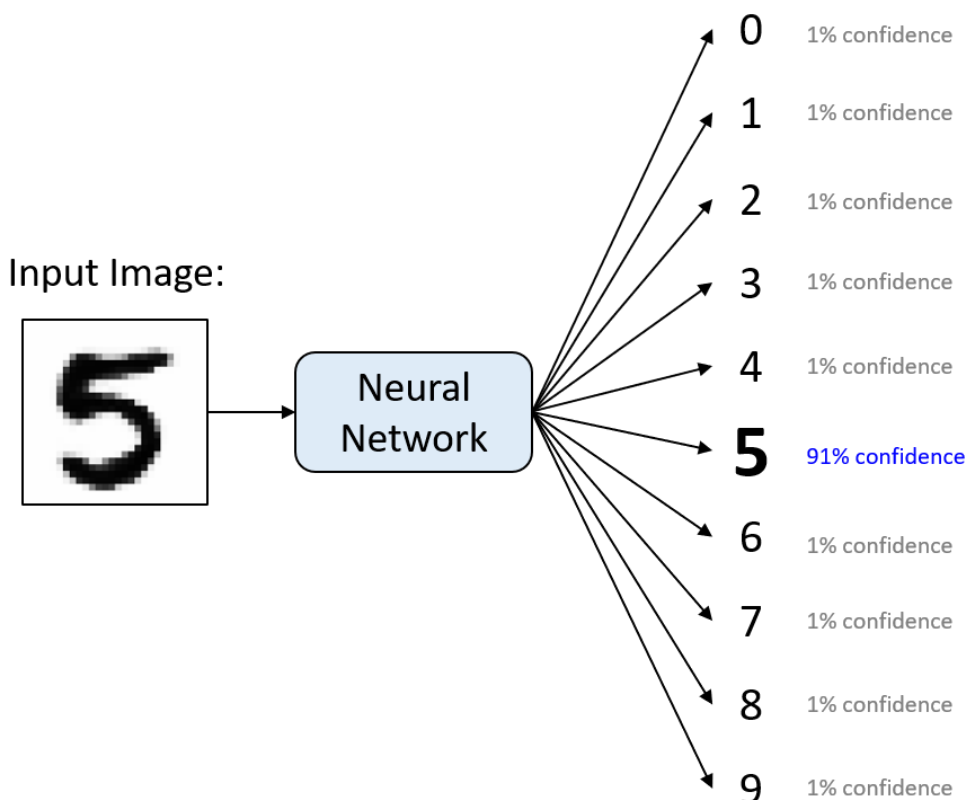 Input Image:
5
Neural
Network
0 1% confidence
1 1% confidence
2 1% confidence
3 1% confidence
4 1% confidence
5 91% confidence
6 1% confidence
7 1% confidence
8 1% confidence
9 1% confidence